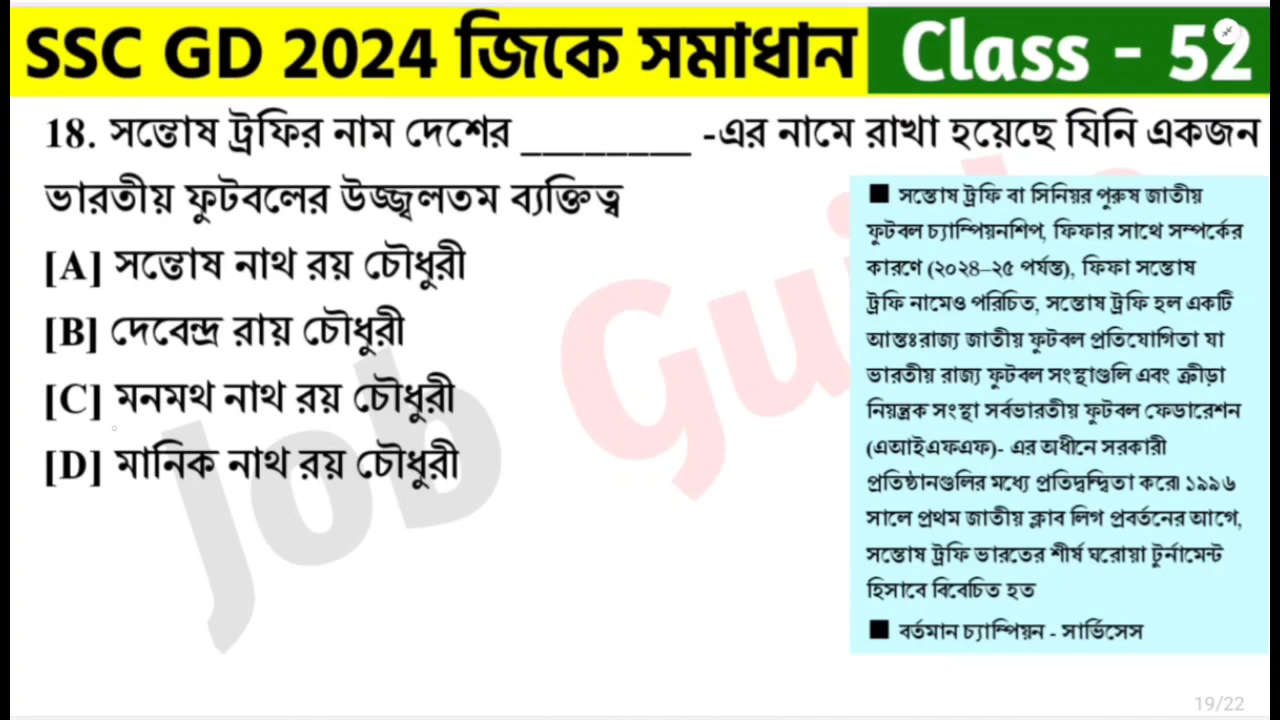 SSC GD 2024 জিকে সমাধান
Class - 52
18. সন্তোষ ট্রফির নাম দেশের ________ -এর নামে রাখা হয়েছে যিনি একজন
ভারতীয় ফুটবলের উজ্জ্বলতম ব্যক্তিত্ব
[A] সন্তোষ নাথ রয় চৌধুরী
[B] দেবেন্দ্র রায় চৌধুরী
[C] মনমথ নাথ রয় চৌধুরী
[D] মানিক নাথ রয় চৌধুরী
■ সন্তোষ ট্রফি বা সিনিয়র পুরুষ জাতীয়
ফুটবল চ্যাম্পিয়নশিপ, ফিফার সাথে সম্পর্কের
কারণে (২০২৪–২৫ পর্যন্ত), ফিফা সন্তোষ
ট্রফি নামেও পরিচিত, সন্তোষ ট্রফি হল একটি
আন্তঃরাজ্য জাতীয় ফুটবল প্রতিযোগিতা যা
ভারতীয় রাজ্য ফুটবল সংস্থাগুলি এবং ক্রীড়া
নিয়ন্ত্রক সংস্থা সর্বভারতীয় ফুটবল ফেডারেশন
(এআইএফএফ)- এর অধীনে সরকারী
প্রতিষ্ঠানগুলির মধ্যে প্রতিদ্বন্দ্বিতা করে৷ ১৯৯৬
সালে প্রথম জাতীয় ক্লাব লিগ প্রবর্তনের আগে,
সন্তোষ ট্রফি ভারতের শীর্ষ ঘরোয়া টুর্নামেন্ট
হিসাবে বিবেচিত হত
■ বর্তমান চ্যাম্পিয়ন - সার্ভিসেস
Job Gui
19/22